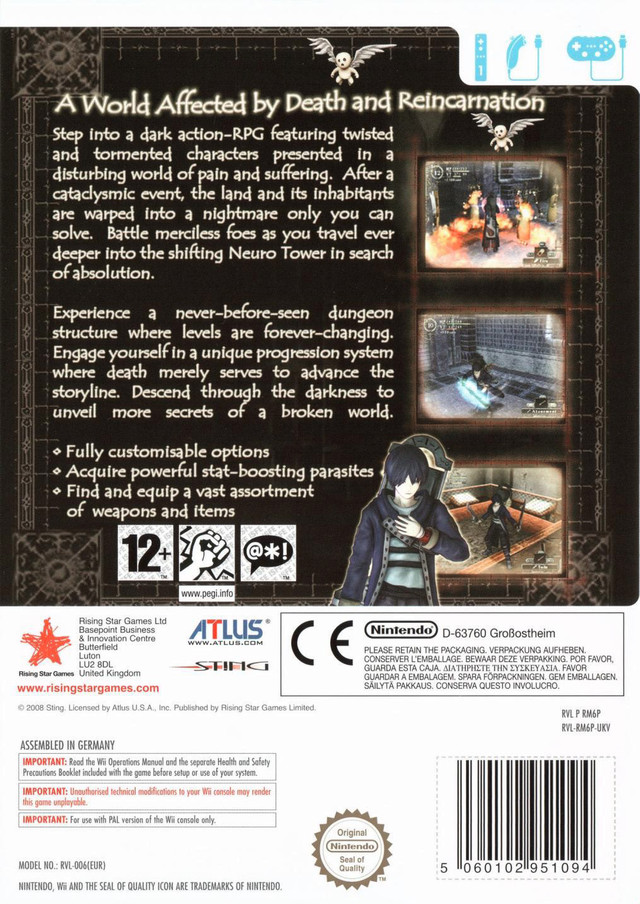 1
A World Affected by Death and Reincarnation
Step into a dark action-RPG featuring twisted
and tormented characters presented in a
disturbing world of pain and suffering. After a
cataclysmic event, the land and its inhabitants
are warped into a nightmare only you can
solve. Battle merciless foes as you travel ever
deeper into the shifting Neuro Tower in search
of absolution.
Experience a never-before-seen dungeon
structure where levels are forever-changing.
Engage yourself in a unique progression system
where death merely serves to advance the
storyline. Descend through the darkness to
unveil more secrets of a broken world.
Fully customisable options
Acquire powerful stat-boosting parasites
Find and equip a vast assortment
of weapons and items
12+ TM
TM
@*! TM
www.pegi.info
Rising Star Games Ltd
Basepoint Business
& Innovation Centre
Butterfield
Luton
LU2 8DL
United Kingdom
Rising Star Games
www.risingstargames.com
ATLUS®
WWW.ATLUS.COM
STING
CE
Nintendo® D-63760 Großostheim
PLEASE RETAIN THE PACKAGING. VERPACKUNG AUFHEBEN.
CONSERVER L'EMBALLAGE. BEWAAR DEZE VERPAKKING. POR FAVOR,
GUARDA ESTA CAJA. ΔΙΑΤΗΡΗΣΤΕ ΤΗΝ ΣΥΣΚΕΥΑΣΙΑ. FAVOR
GUARDAR A EMBALAGEM. SPARA FÖRPACKNINGEN. GEM EMBALLAGEN.
SÄILYTÄ PAKKAUS. CONSERVA QUESTO INVOLUCRO.
© 2008 Sting. Licensed by Atlus U.S.A., Inc. Published by Rising Star Games Limited.
RVL P RM6P
RVL-RM6P-UKV
ASSEMBLED IN GERMANY
IMPORTANT: Read the Wii Operations Manual and the separate Health and Safety
Precautions Booklet included with the game before setup or use of your system.
IMPORTANT: Unauthorised technical modifications to your Wii console may render
this game unplayable.
IMPORTANT: For use with PAL version of the Wii console only.
MODEL NO.: RVL-006(EUR)
NINTENDO, Wii AND THE SEAL OF QUALITY ICON ARE TRADEMARKS OF NINTENDO.
Original
Nintendo®
Seal of
Quality
TM
5 060102 951094